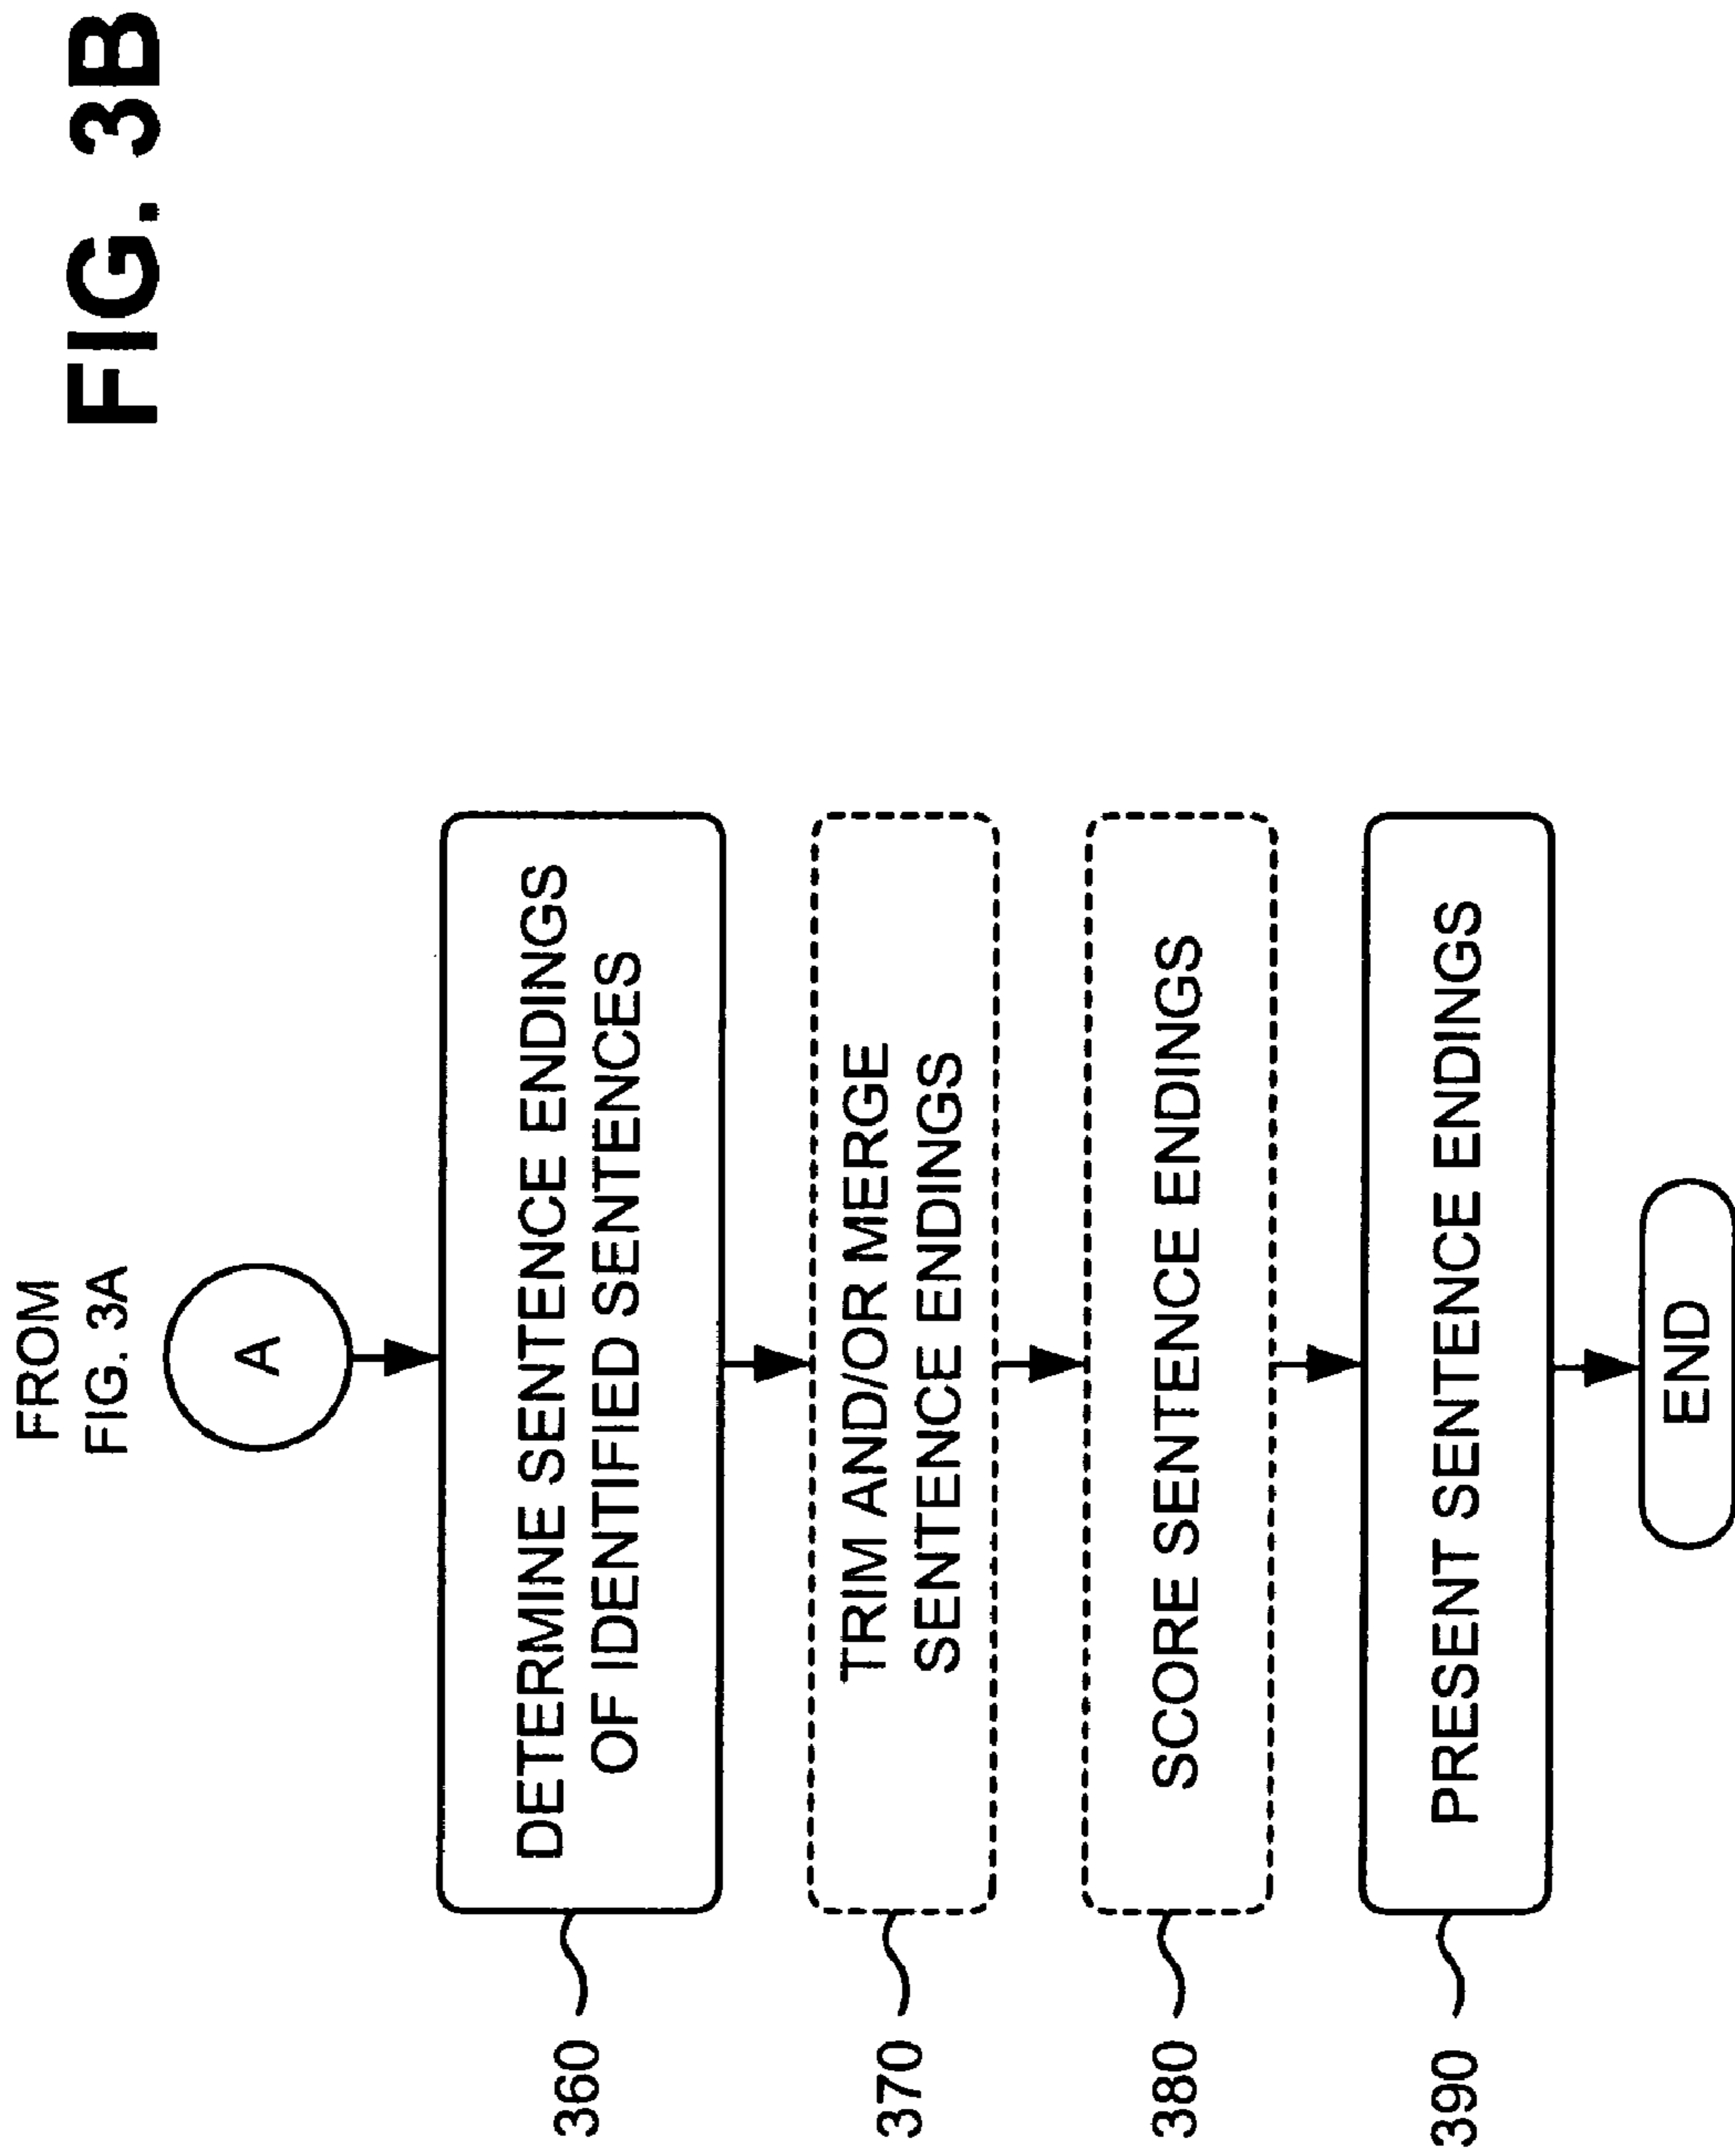 FIG. 3B
FROM
FIG. 3A
A
360
DETERMINE SENTENCE ENDINGS
OF IDENTIFIED SENTENCES
370
TRIM AND/OR MERGE
SENTENCE ENDINGS
380
SCORE SENTENCE ENDINGS
390
PRESENT SENTENCE ENDINGS
END